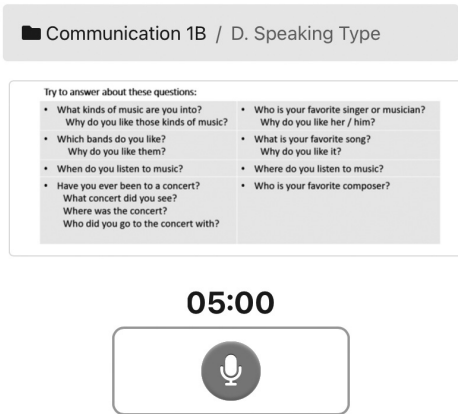 Communication 1B / D. Speaking Type
Try to answer about these questions:
• What kinds of music are you into?
Why do you like those kinds of music?
• Who is your favorite singer or musician?
Why do you like her / him?
• Which bands do you like?
Why do you like them?
• What is your favorite song?
Why do you like it?
• When do you listen to music?
• Where do you listen to music?
• Have you ever been to a concert?
What concert did you see?
Where was the concert?
Who did you go to the concert with?
• Who is your favorite composer?
05:00